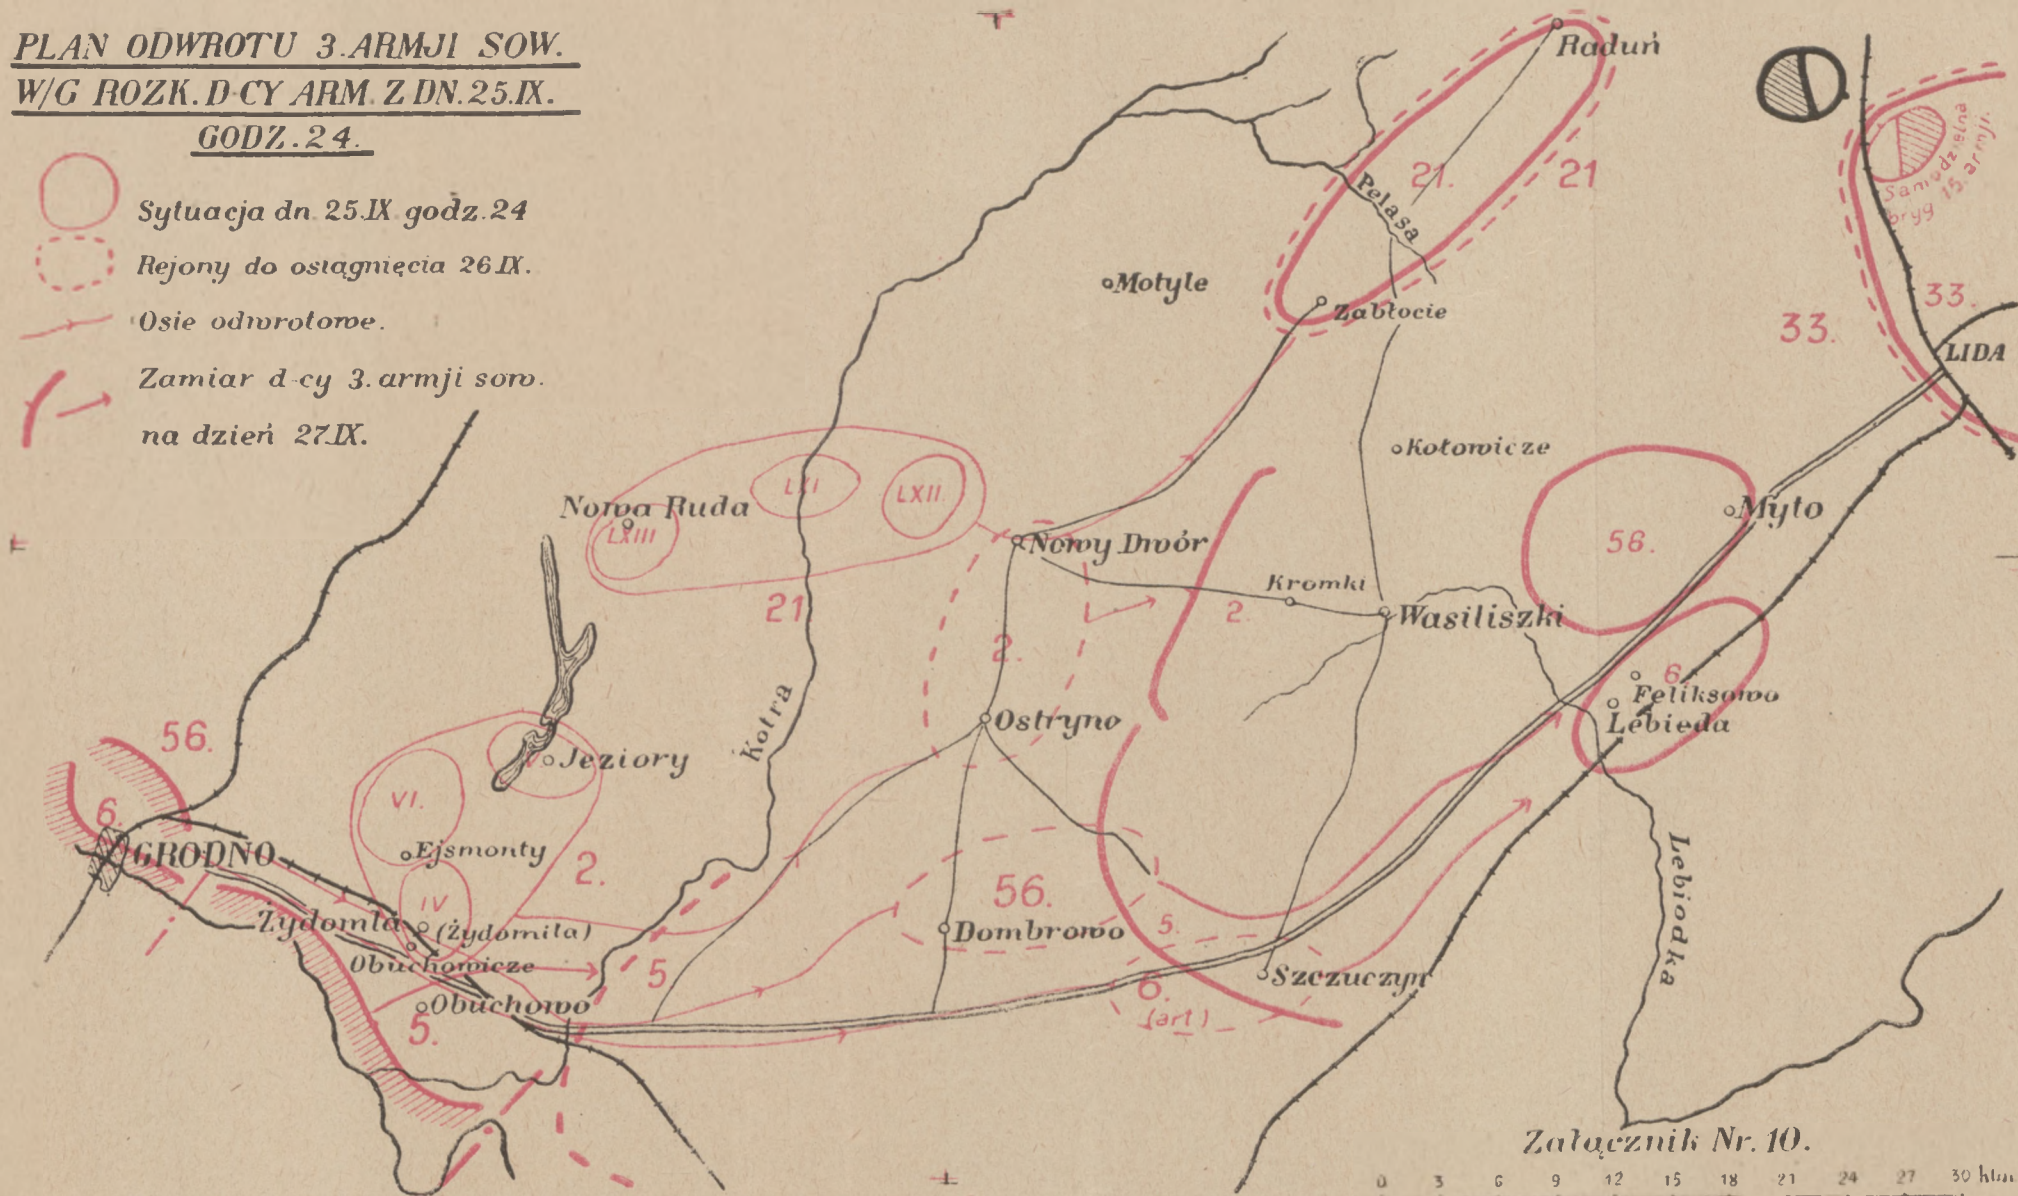 PLAN ODWROTU 3. ARMJI SOW.
W/G ROZK. D-CY ARM. Z DN. 25.IX.
GODZ. 24.
Sytuacja dn. 25.IX godz. 24
Rejony do osiągnięcia 26.IX.
Osie odwrotowe.
Zamiar d-cy 3. armji sow.
na dzień 27.IX.
Raduń
21.
21
Pelasa
Samodzielna
bryg 15. armji.
Motyle
Zabłocie
33.
33.
LIDA
Kotowicze
LXI
LXII
Nowa Ruda
LXIII
Myto
56.
Nowy Dwór
Kromki
21
2.
Wasiliszki
2.
6
Feliksowo
Lebieda
Kotra
Ostryno
56.
Jeziory
6.
VI.
GRODNO
Ejsmonty
2.
56.
IV
Żydomla
(Żydomila)
Dombrowo
5.
Lebiodka
Obuchowicze
5
Szczuczyn
Obuchowo
6.
(art)
5.
Załącznik Nr. 10.
0 3 6 9 12 15 18 21 24 27 30 klm